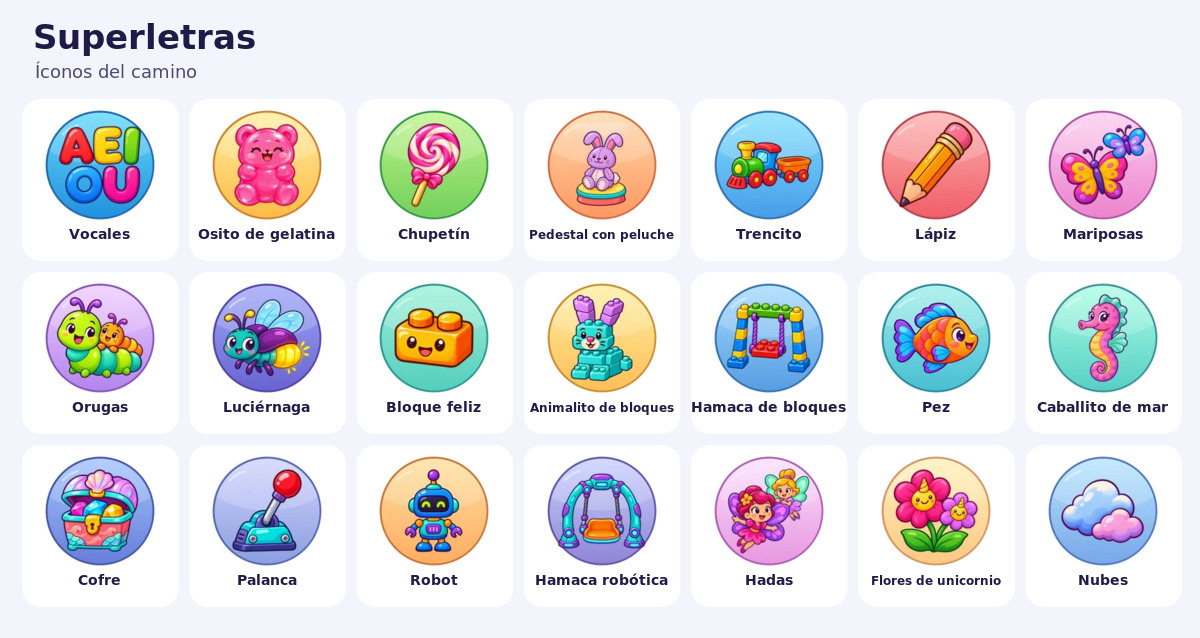 Superletras
Íconos del camino
AEI
OU
Vocales
Osito de gelatina
Chupetín
Pedestal con peluche
Trencito
Lápiz
Mariposas
Orugas
Luciérnaga
Bloque feliz
Animalito de bloques
Hamaca de bloques
Pez
Caballito de mar
Cofre
Palanca
Robot
Hamaca robótica
Hadas
Flores de unicornio
Nubes